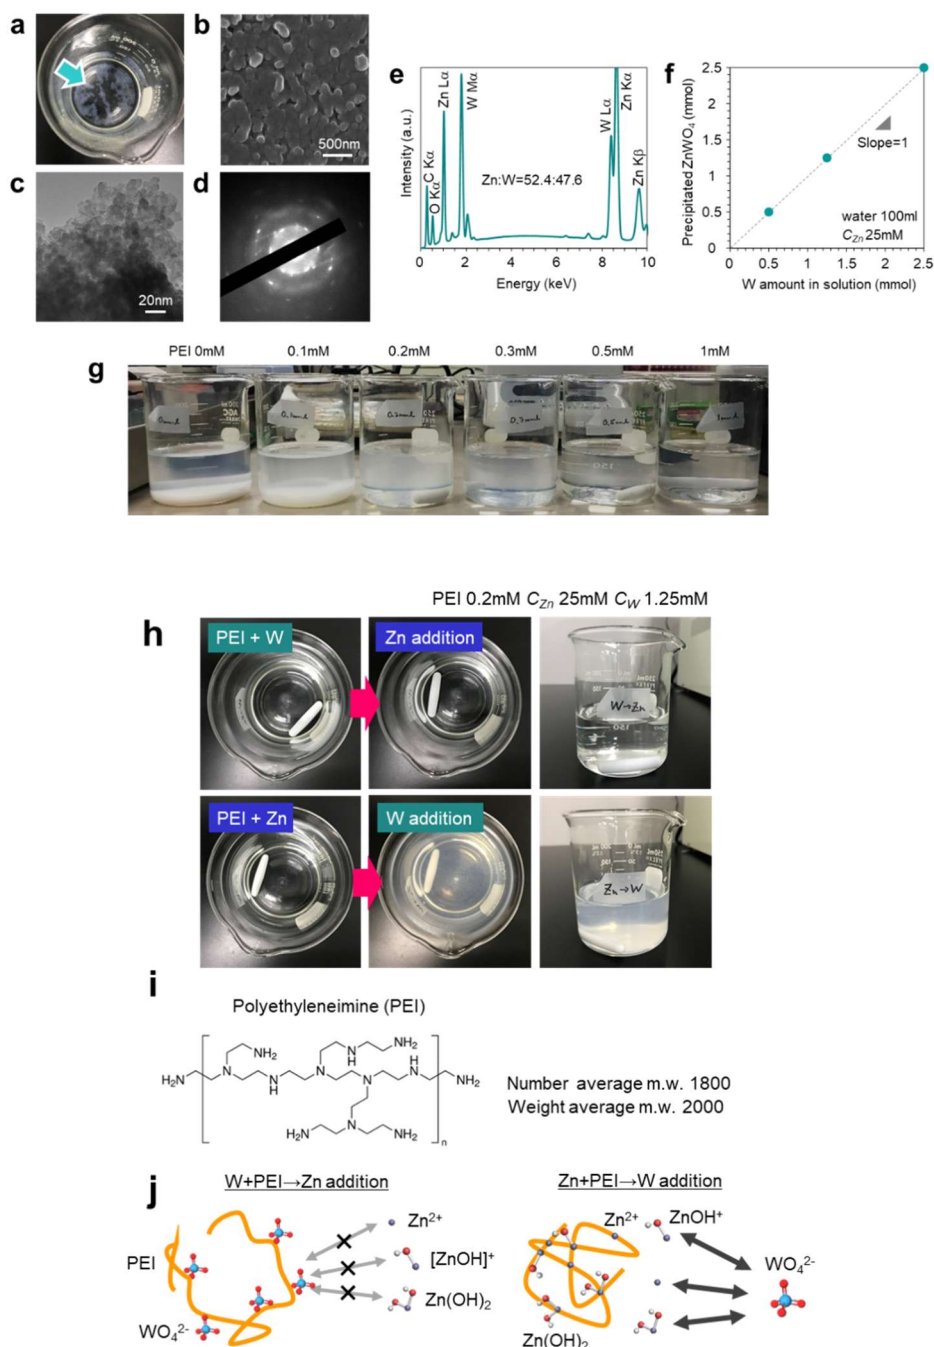 a
b
500nm
c
20nm
d
e
Intensity (a.u.)
C Kα
O Kα
Zn Lα
W Mα
W Lα
Zn Kα
Zn Kβ
Zn:W=52.4:47.6
0 2 4 6 8 10
Energy (keV)
f
Precipitated ZnWO₄ (mmol)
2.5
2
1.5
1
0.5
0
Slope=1
water 100ml
C_Zn 25mM
0 0.5 1 1.5 2 2.5
W amount in solution (mmol)
g
PEI 0mM 0.1mM 0.2mM 0.3mM 0.5mM 1mM
150
PEI 0.2mM C_Zn 25mM C_W 1.25mM
h
PEI + W
Zn addition
W→Zn
150
PEI + Zn
W addition
Zn→W
i
Polyethyleneimine (PEI)
NH₂
NH₂
N
H
H₂N
N
N
H
N
N
H
N
NH₂
N
H₂N
NH₂
n
Number average m.w. 1800
Weight average m.w. 2000
j
W+PEI→Zn addition
PEI
WO₄²⁻
Zn²⁺
[ZnOH]⁺
Zn(OH)₂
Zn+PEI→W addition
Zn²⁺
ZnOH⁺
WO₄²⁻
Zn(OH)₂